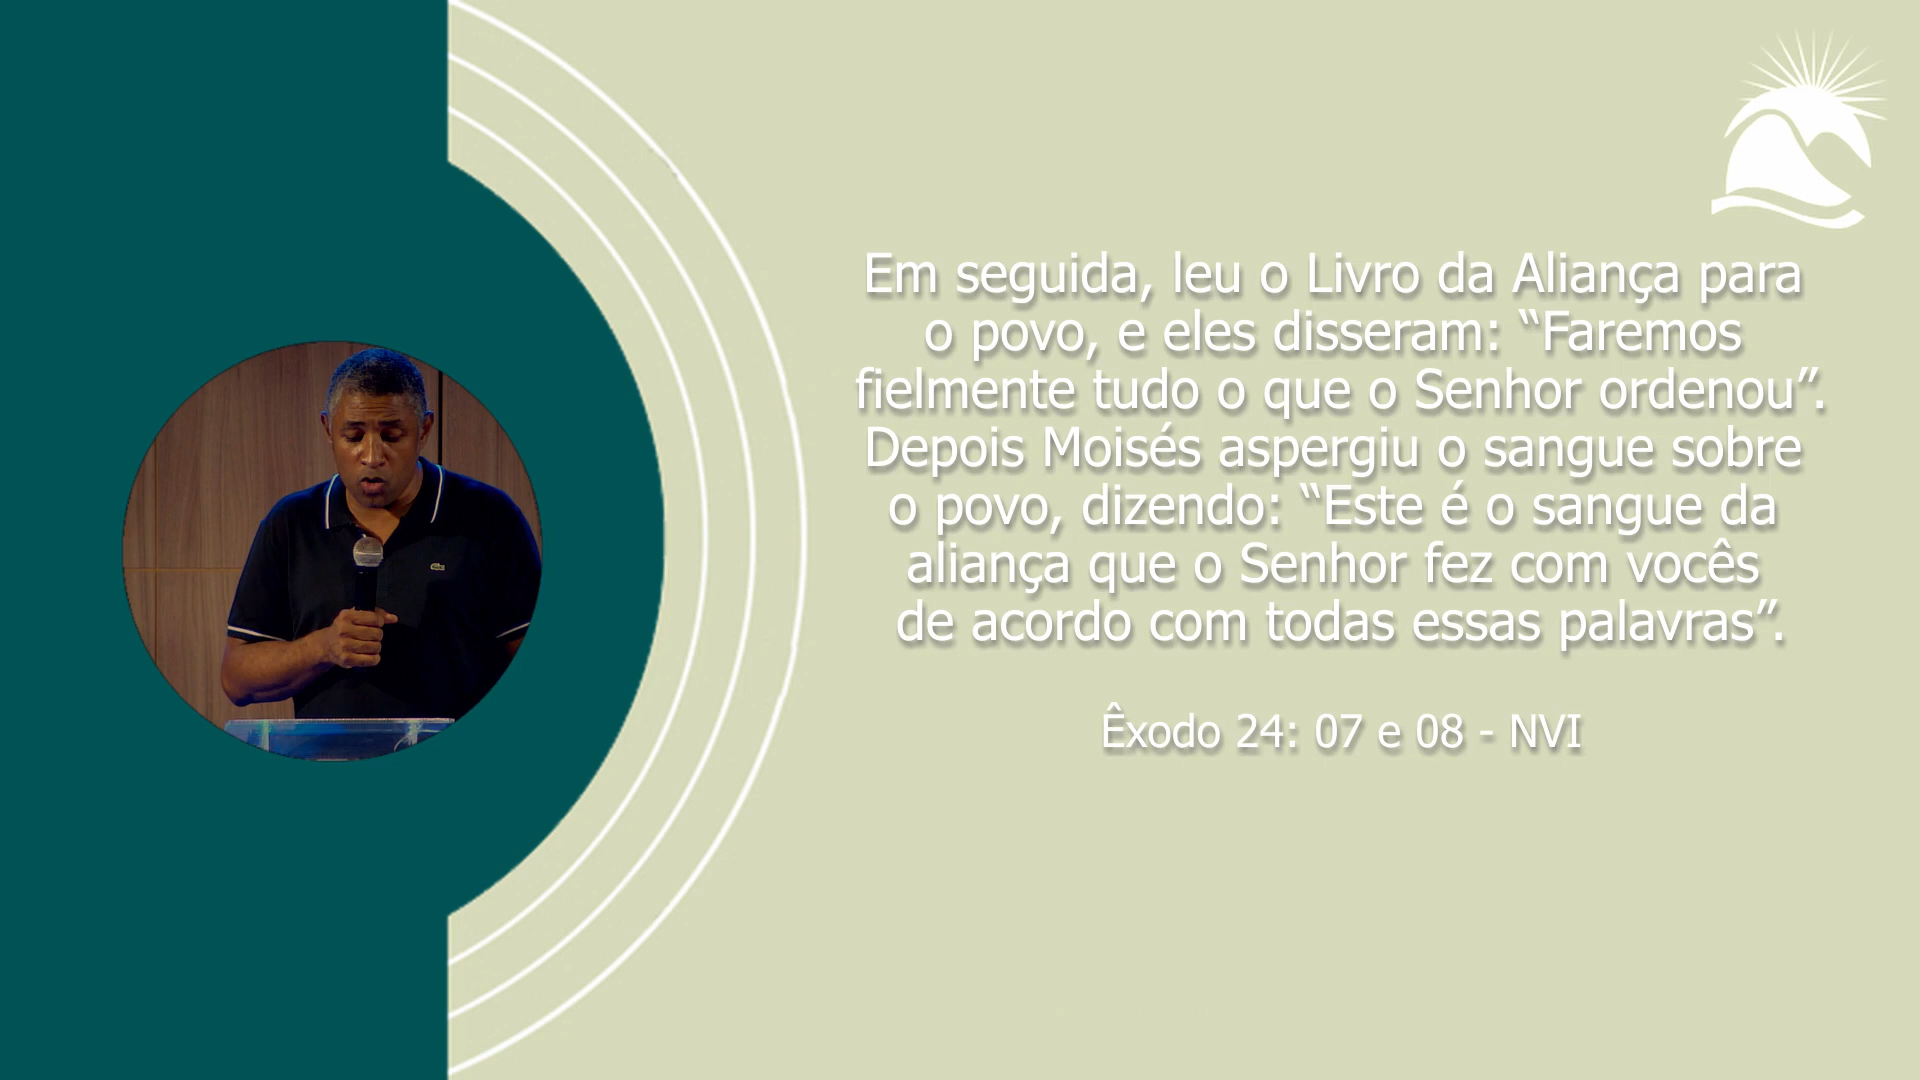 Em seguida, leu o Livro da Aliança para
o povo, e eles disseram: “Faremos
fielmente tudo o que o Senhor ordenou”.
Depois Moisés aspergiu o sangue sobre
o povo, dizendo: “Este é o sangue da
aliança que o Senhor fez com vocês
de acordo com todas essas palavras”.
Êxodo 24: 07 e 08 - NVI